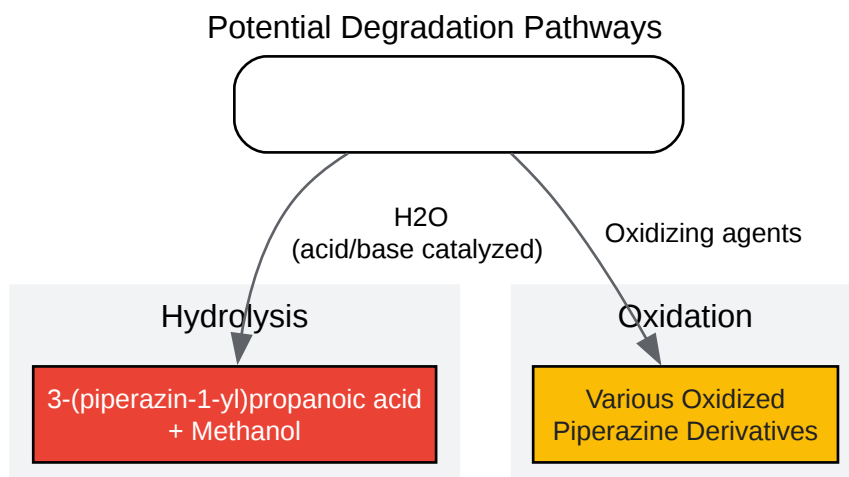 Potential Degradation Pathways
H2O
(acid/base catalyzed)
Oxidizing agents
Hydrolysis
Oxidation
3-(piperazin-1-yl)propanoic acid
+ Methanol
Various Oxidized
Piperazine Derivatives